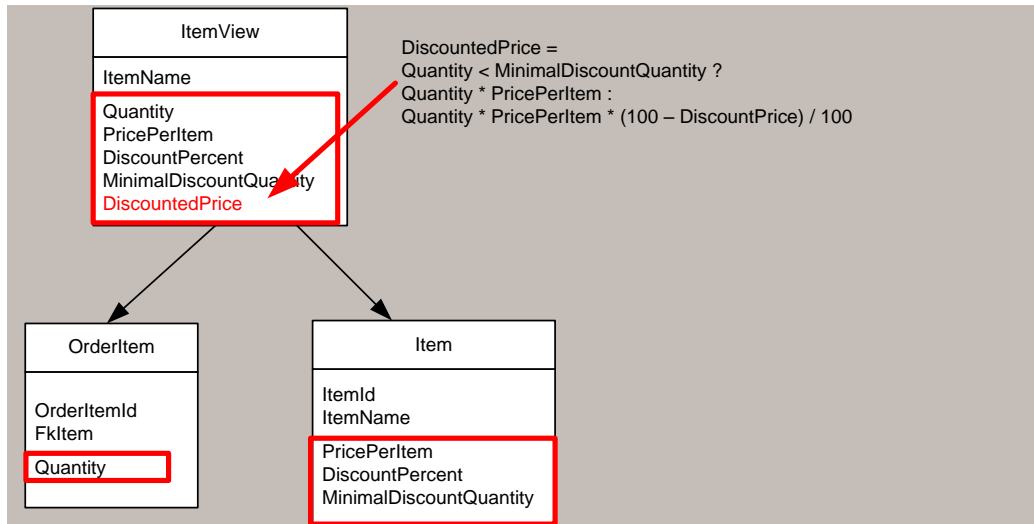 ItemView
ItemName
Quantity
PricePerItem
DiscountPercent
MinimalDiscountQuantity
DiscountedPrice
DiscountedPrice =
Quantity < MinimalDiscountQuantity ?
Quantity * PricePerItem :
Quantity * PricePerItem * (100 – DiscountPrice) / 100
OrderItem
OrderItemId
FkItem
Quantity
Item
ItemId
ItemName
PricePerItem
DiscountPercent
MinimalDiscountQuantity